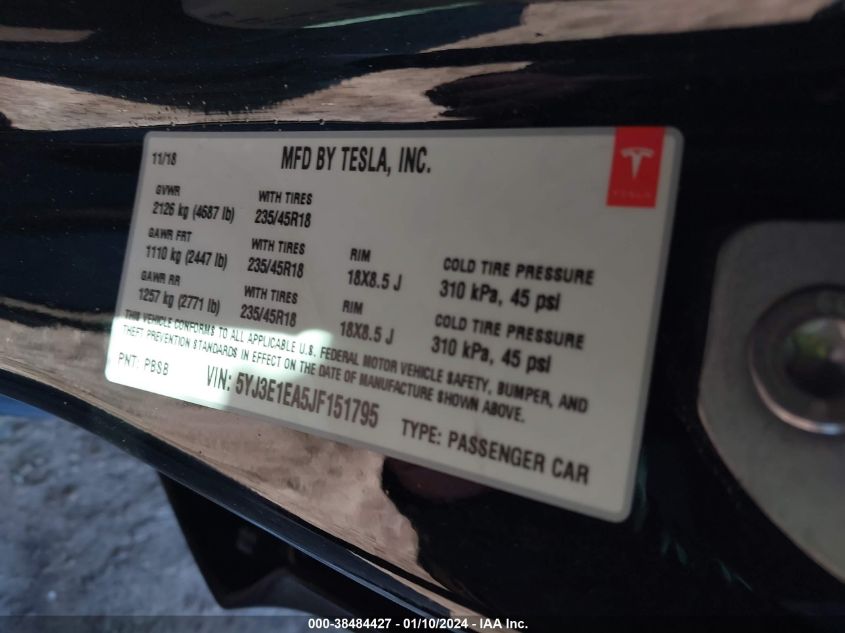 11/18 MFD BY TESLA, INC.
TESLA
GVWR WITH TIRES
2126 kg (4687 lb) 235/45R18
GAWR FRT WITH TIRES RIM COLD TIRE PRESSURE
1110 kg (2447 lb) 235/45R18 18X8.5 J 310 kPa, 45 psi
GAWR RR WITH TIRES RIM COLD TIRE PRESSURE
1257 kg (2771 lb) 235/45R18 18X8.5 J 310 kPa, 45 psi
THIS VEHICLE CONFORMS TO ALL APPLICABLE U.S. FEDERAL MOTOR VEHICLE SAFETY, BUMPER, AND
THEFT PREVENTION STANDARDS IN EFFECT ON THE DATE OF MANUFACTURE SHOWN ABOVE.
PNT: PBSB VIN: 5YJ3E1EA5JF151795 TYPE: PASSENGER CAR
000-38484427 - 01/10/2024 - IAA Inc.